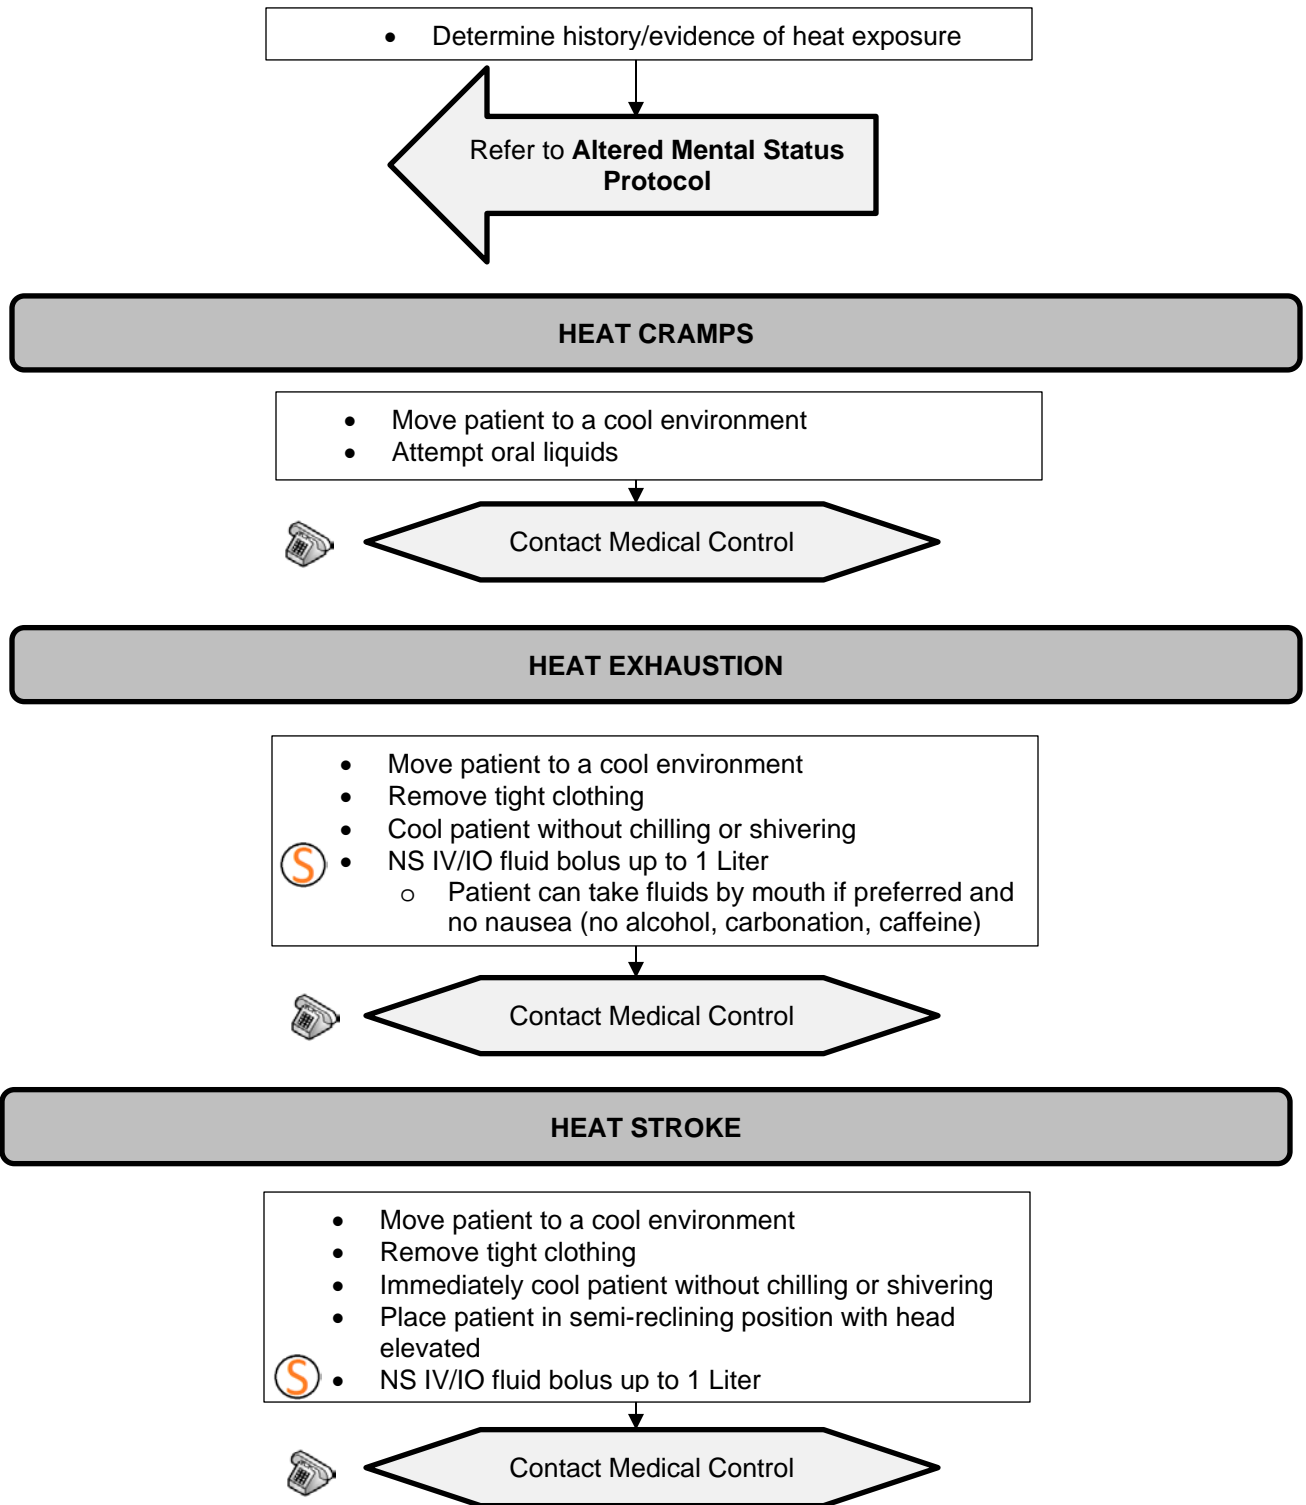 • Determine history/evidence of heat exposure
Refer to Altered Mental Status
Protocol
HEAT CRAMPS
• Move patient to a cool environment
• Attempt oral liquids
Contact Medical Control
HEAT EXHAUSTION
• Move patient to a cool environment
• Remove tight clothing
• Cool patient without chilling or shivering
S • NS IV/IO fluid bolus up to 1 Liter
o Patient can take fluids by mouth if preferred and
no nausea (no alcohol, carbonation, caffeine)
Contact Medical Control
HEAT STROKE
• Move patient to a cool environment
• Remove tight clothing
• Immediately cool patient without chilling or shivering
• Place patient in semi-reclining position with head
elevated
S • NS IV/IO fluid bolus up to 1 Liter
Contact Medical Control